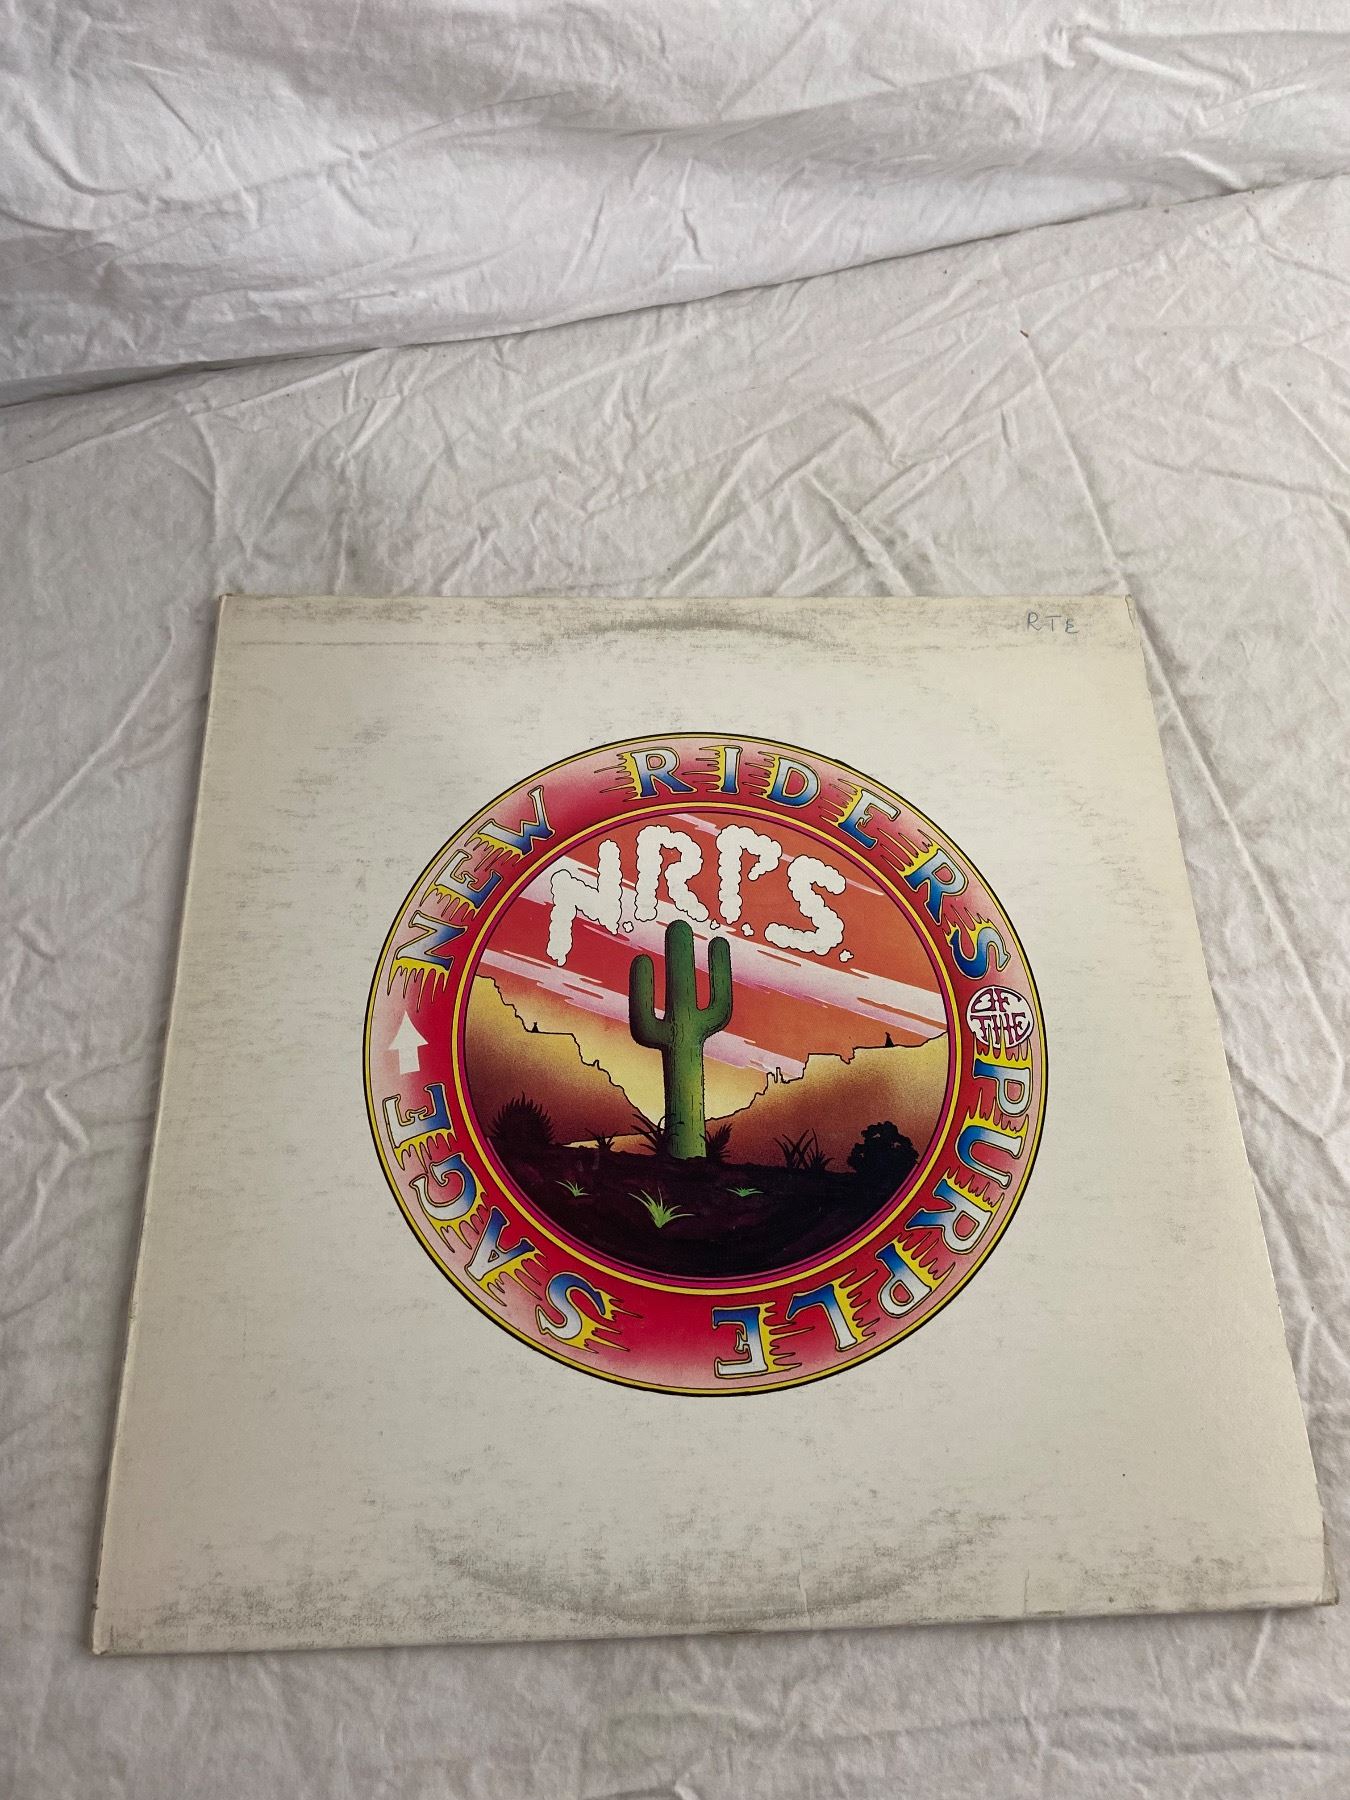 RTE
NEW RIDERS OF THE PURPLE SAGE
N.R.P.S.